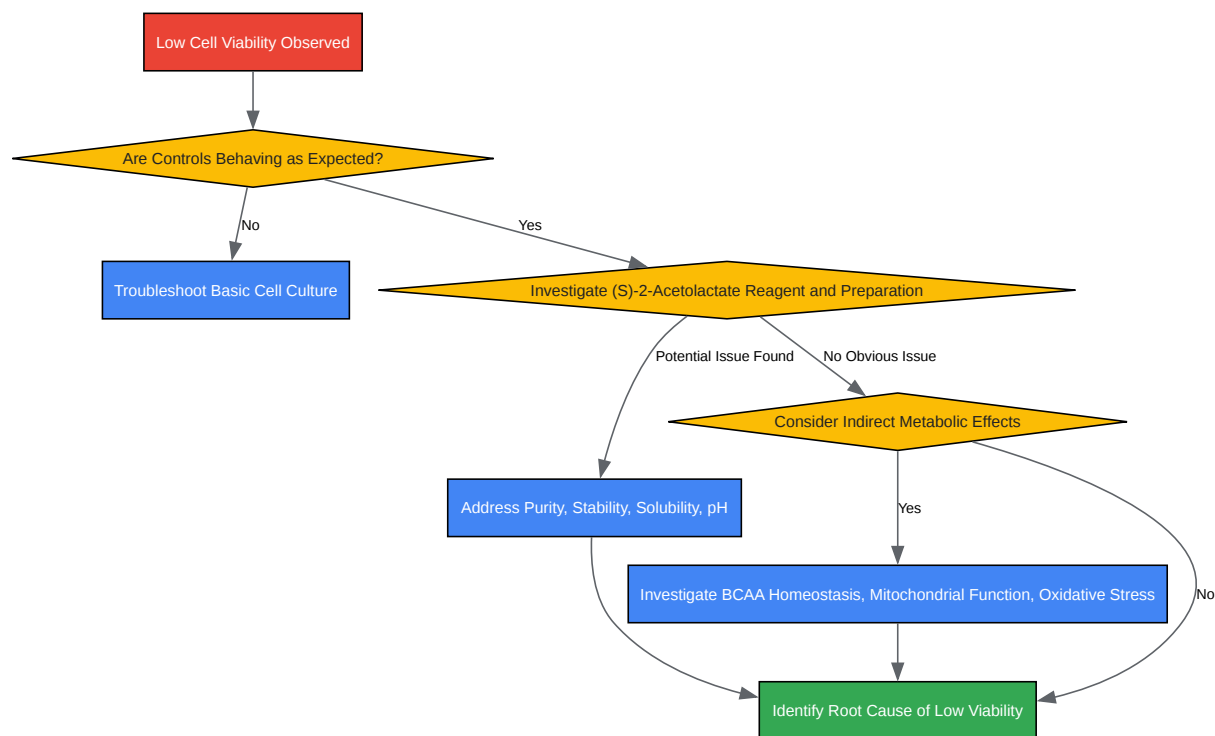 Low Cell Viability Observed
Are Controls Behaving as Expected?
No
Yes
Troubleshoot Basic Cell Culture
Investigate (S)-2-Acetolactate Reagent and Preparation
Potential Issue Found
No Obvious Issue
Consider Indirect Metabolic Effects
Address Purity, Stability, Solubility, pH
Yes
Investigate BCAA Homeostasis, Mitochondrial Function, Oxidative Stress
No
Identify Root Cause of Low Viability